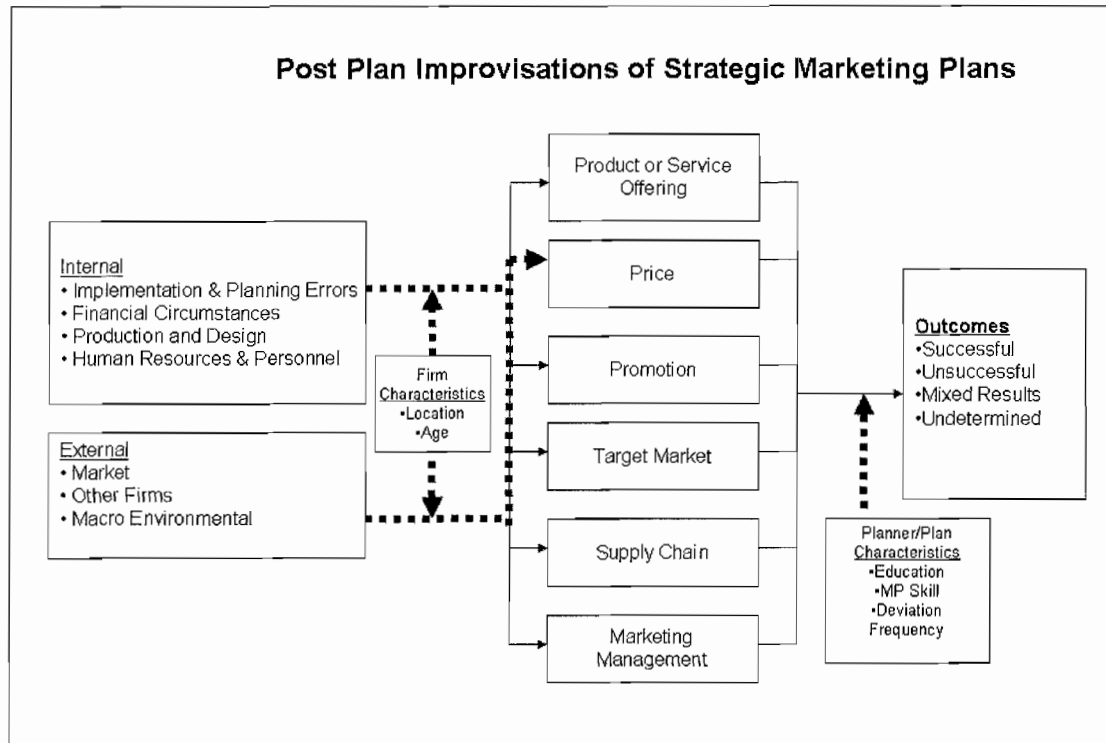 Post Plan Improvisations of Strategic Marketing Plans
Internal
• Implementation & Planning Errors
• Financial Circumstances
• Production and Design
• Human Resources & Personnel
External
• Market
• Other Firms
• Macro Environmental
Firm
Characteristics
•Location
•Age
Product or Service
Offering
Price
Promotion
Target Market
Supply Chain
Marketing
Management
Outcomes
•Successful
•Unsuccessful
•Mixed Results
•Undetermined
Planner/Plan
Characteristics
•Education
•MP Skill
•Deviation
Frequency